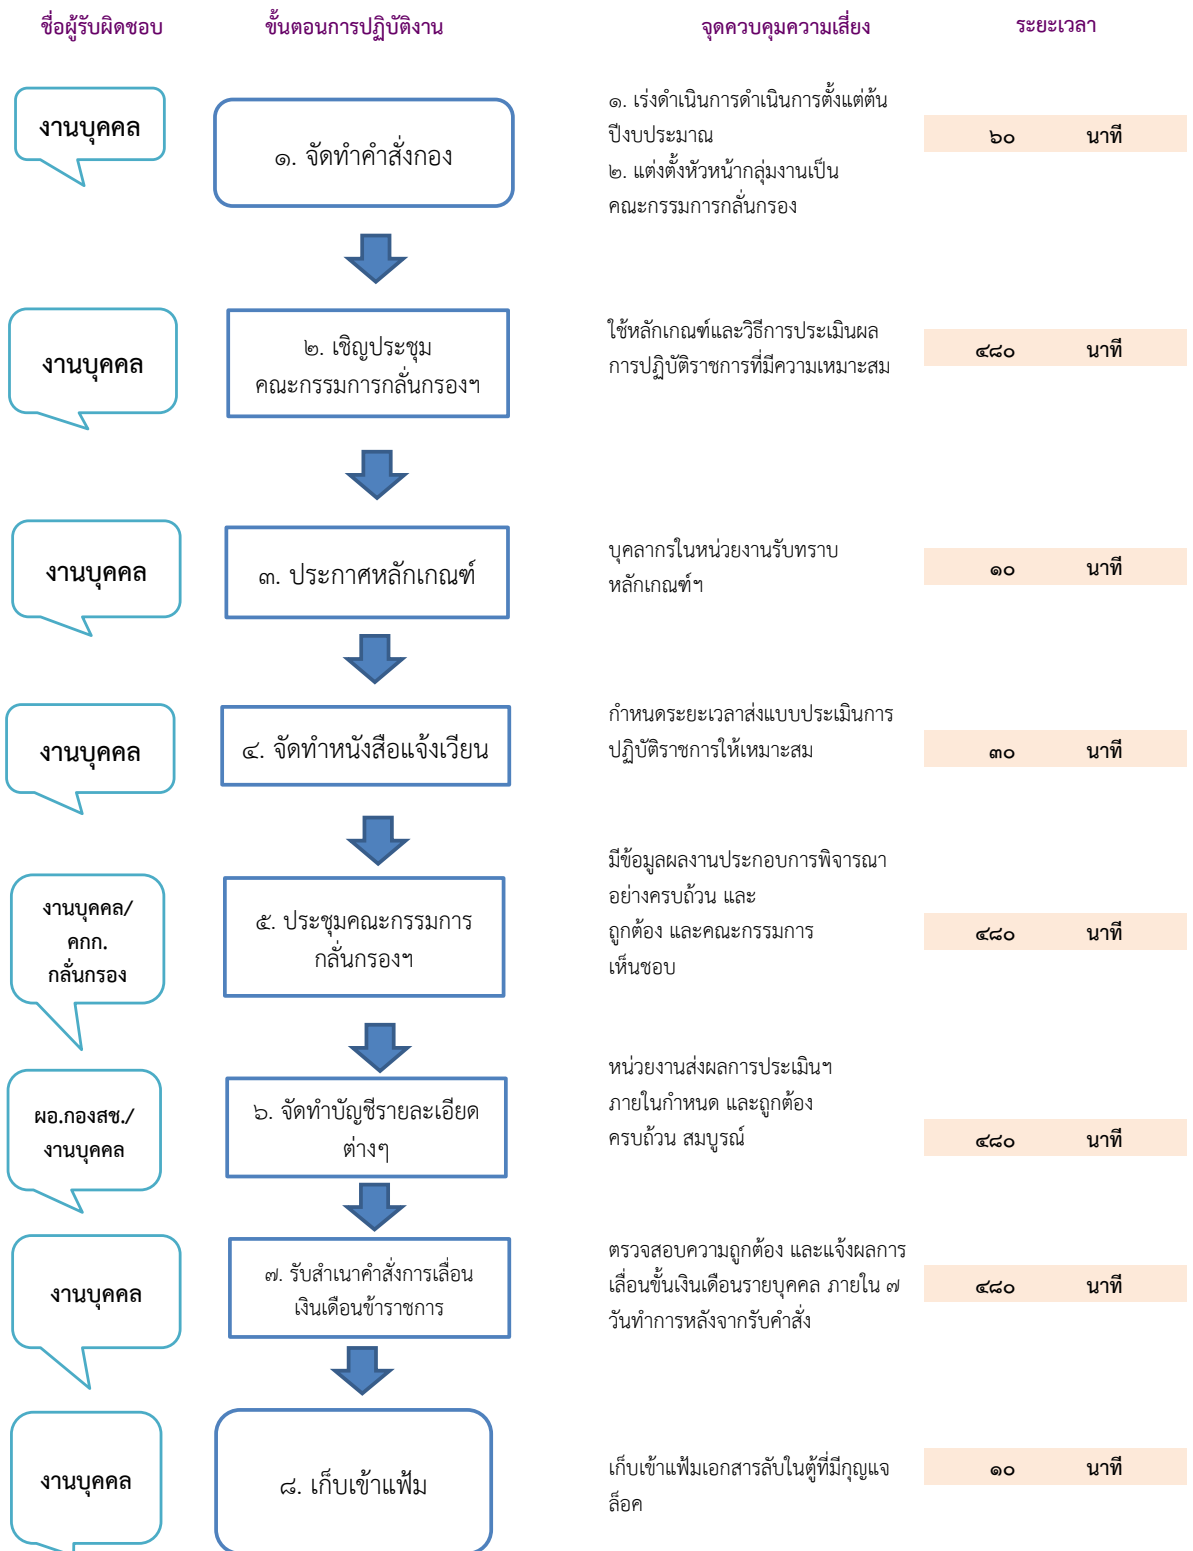 ชื่อผู้รับผิดชอบ ขั้นตอนการปฏิบัติงาน จุดควบคุมความเสี่ยง ระยะเวลา
งานบุคคล
๑. จัดทำคำสั่งกอง
๑. เร่งดำเนินการดำเนินการตั้งแต่ต้น
ปีงบประมาณ
๒. แต่งตั้งหัวหน้ากลุ่มงานเป็น
คณะกรรมการกลั่นกรอง
๖๐ นาที
งานบุคคล
๒. เชิญประชุม
คณะกรรมการกลั่นกรองฯ
ใช้หลักเกณฑ์และวิธีการประเมินผล
การปฏิบัติราชการที่มีความเหมาะสม
๔๘๐ นาที
งานบุคคล
๓. ประกาศหลักเกณฑ์
บุคลากรในหน่วยงานรับทราบ
หลักเกณฑ์ฯ
๑๐ นาที
งานบุคคล
๔. จัดทำหนังสือแจ้งเวียน
กำหนดระยะเวลาส่งแบบประเมินการ
ปฏิบัติราชการให้เหมาะสม
๓๐ นาที
งานบุคคล/
คกก.
กลั่นกรอง
๕. ประชุมคณะกรรมการ
กลั่นกรองฯ
มีข้อมูลผลงานประกอบการพิจารณา
อย่างครบถ้วน และ
ถูกต้อง และคณะกรรมการ
เห็นชอบ
๔๘๐ นาที
ผอ.กองสช./
งานบุคคล
๖. จัดทำบัญชีรายละเอียด
ต่างๆ
หน่วยงานส่งผลการประเมินฯ
ภายในกำหนด และถูกต้อง
ครบถ้วน สมบูรณ์
๔๘๐ นาที
งานบุคคล
๗. รับสำเนาคำสั่งการเลื่อน
เงินเดือนข้าราชการ
ตรวจสอบความถูกต้อง และแจ้งผลการ
เลื่อนขั้นเงินเดือนรายบุคคล ภายใน ๗
วันทำการหลังจากรับคำสั่ง
๔๘๐ นาที
งานบุคคล
๘. เก็บเข้าแฟ้ม
เก็บเข้าแฟ้มเอกสารลับในตู้ที่มีกุญแจ
ล็อค
๑๐ นาที